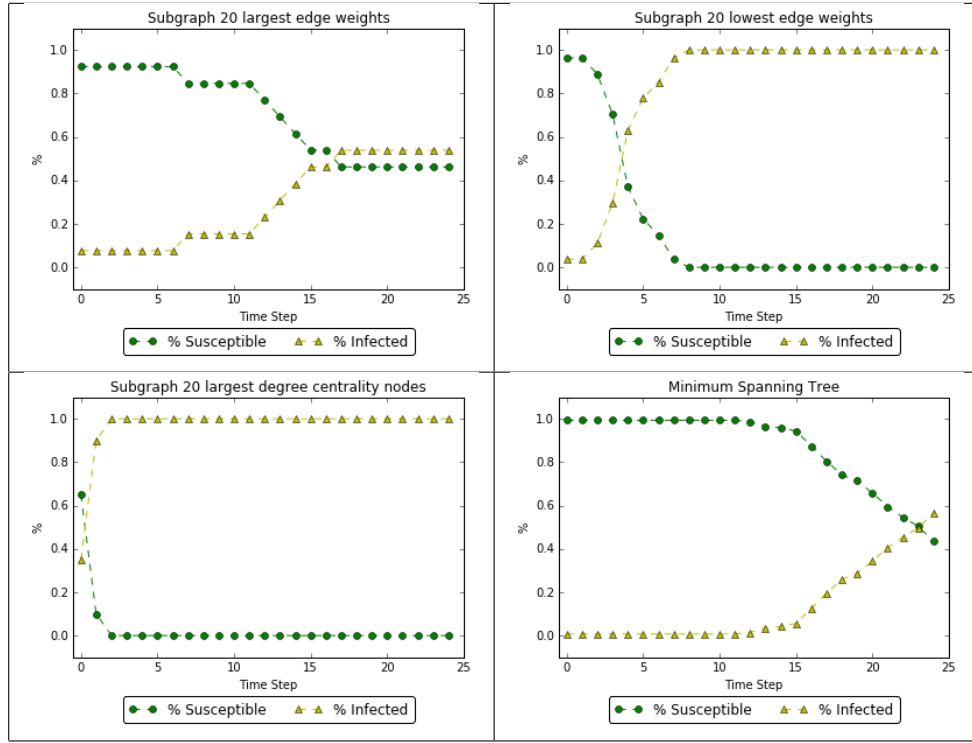 Subgraph 20 largest edge weights
1.0
0.8
0.6
0.4
0.2
0.0
%
0 5 10 15 20 25
Time Step
% Susceptible % Infected
Subgraph 20 lowest edge weights
1.0
0.8
0.6
0.4
0.2
0.0
%
0 5 10 15 20 25
Time Step
% Susceptible % Infected
Subgraph 20 largest degree centrality nodes
1.0
0.8
0.6
0.4
0.2
0.0
%
0 5 10 15 20 25
Time Step
% Susceptible % Infected
Minimum Spanning Tree
1.0
0.8
0.6
0.4
0.2
0.0
%
0 5 10 15 20 25
Time Step
% Susceptible % Infected